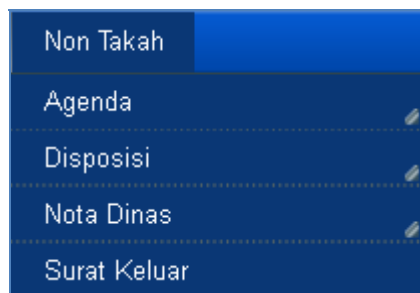 Non Takah
Agenda
Disposisi
Nota Dinas
Surat Keluar